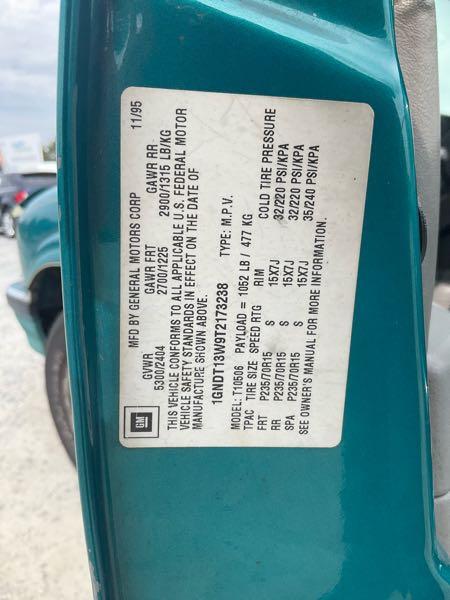 MFD BY GENERAL MOTORS CORP 11/95
GVWR GAWR FRT GAWR RR
5300/2404 2700/1225 2900/1315 LB/KG
THIS VEHICLE CONFORMS TO ALL APPLICABLE U.S. FEDERAL MOTOR
VEHICLE SAFETY STANDARDS IN EFFECT ON THE DATE OF
MANUFACTURE SHOWN ABOVE.
1GNDT13W9T2173238 TYPE: M.P.V.
MODEL: T10506 PAYLOAD = 1052 LB / 477 KG
TPAC TIRE SIZE SPEED RTG RIM COLD TIRE PRESSURE
FRT P235/70R15 S 15X7J 32/220 PSI/KPA
RR P235/70R15 S 15X7J 32/220 PSI/KPA
SPA P235/70R15 S 15X7J 35/240 PSI/KPA
SEE OWNER'S MANUAL FOR MORE INFORMATION.
GM